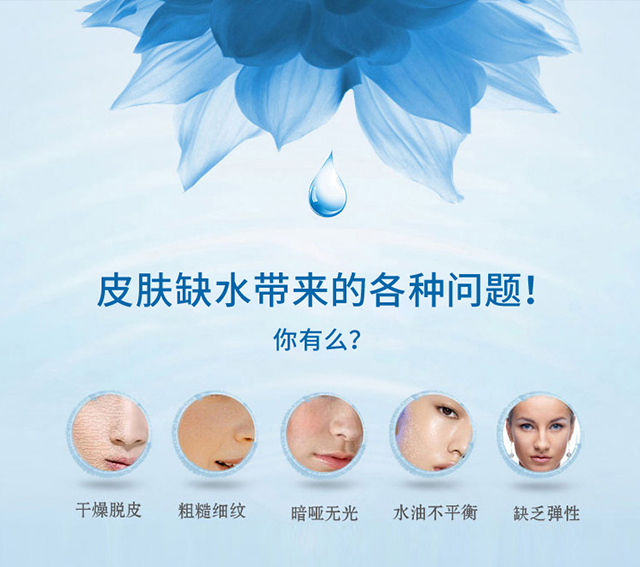 皮肤缺水带来的各种问题！
你有么？
干燥脱皮
粗糙细纹
暗哑无光
水油不平衡
缺乏弹性